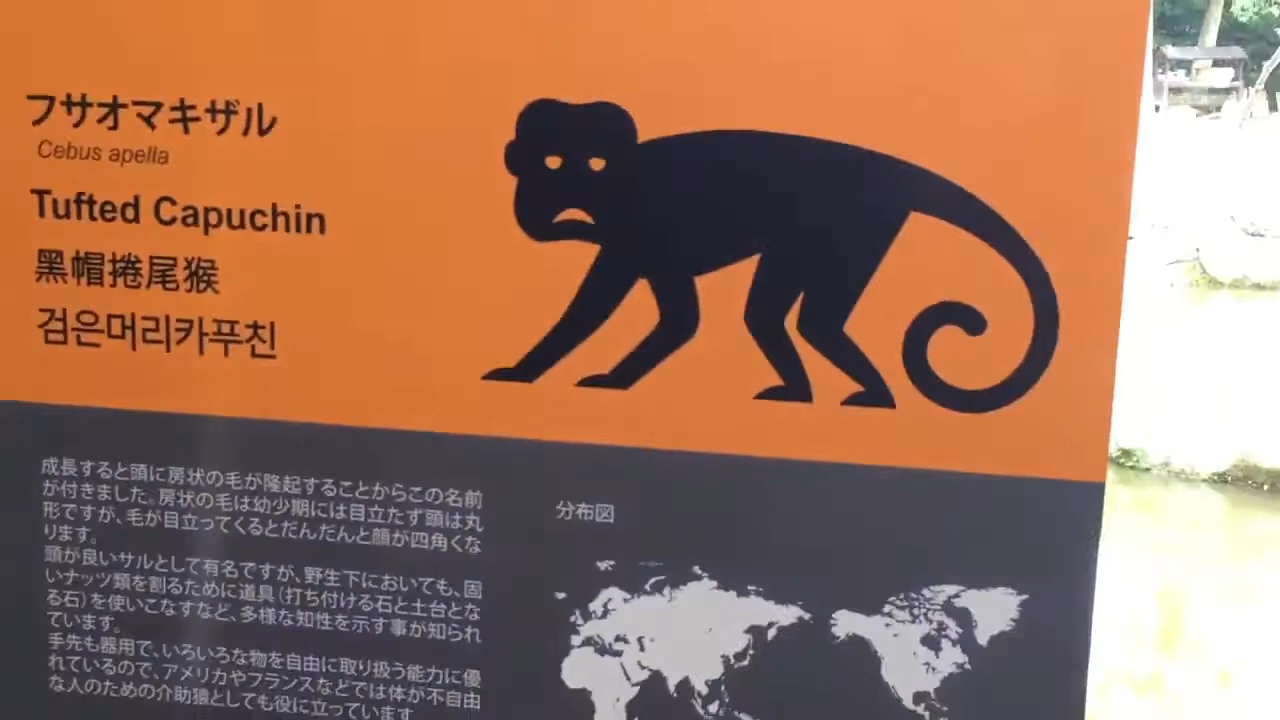 フサオマキザル
Cebus apella
Tufted Capuchin
黑帽捲尾猴
검은머리카푸친
成長すると頭に房状の毛が隆起することからこの名前
が付きました。房状の毛は幼少期には目立たず頭は丸
形ですが、毛が目立ってくるとだんだんと顔が四角くな
ります。
頭が良いサルとして有名ですが、野生下においても、固
いナッツ類を割るために道具(打ち付ける石と土台とな
る石)を使いこなすなど、多様な知性を示す事が知られ
ています。
手先も器用で、いろいろな物を自由に取り扱う能力に優
れているので、アメリカやフランスなどでは体が不自由
な人のための介助猿としても役に立っています
分布図